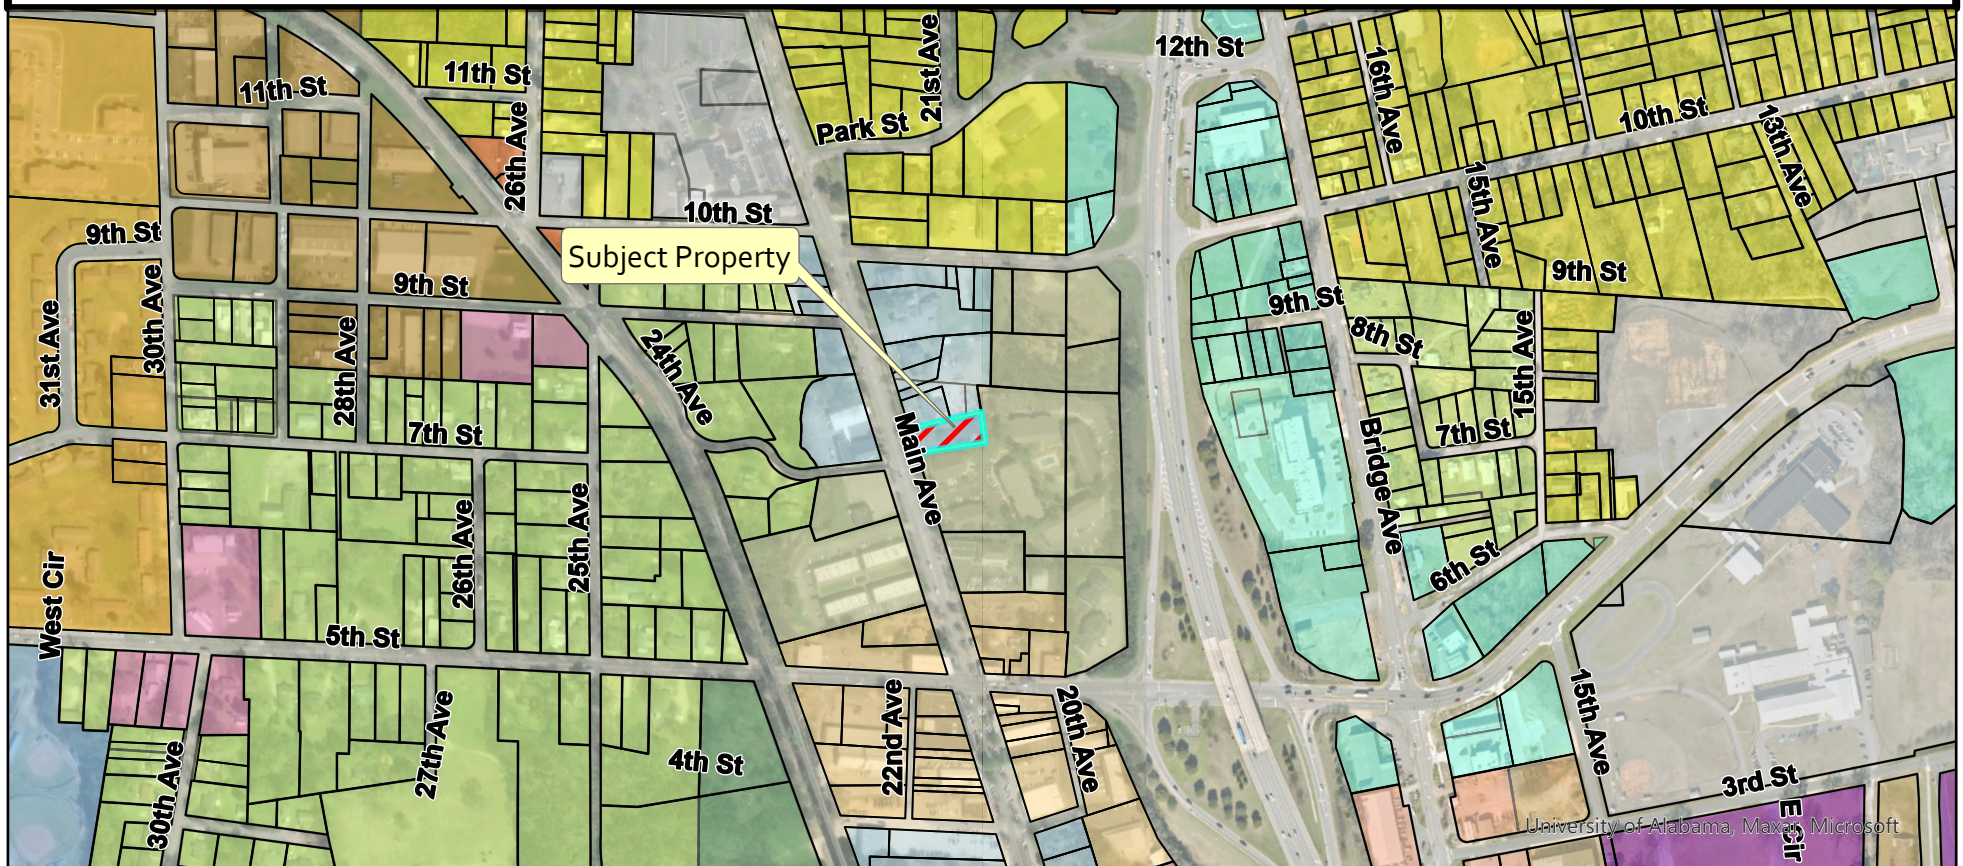 12th St
11th St
11th St
21st Ave
16th Ave
10th St
13th Ave
Park St
26th Ave
15th Ave
10th St
9th St
Subject Property
9th St
30th Ave
9th St
9th St
31st Ave
28th Ave
24th Ave
8th St
15th Ave
7th St
Main Ave
Bridge Ave
7th St
26th Ave
25th Ave
6th St
West Cir
5th St
27th Ave
22nd Ave
20th Ave
15th Ave
4th St
30th Ave
3rd St
E Cir
University of Alabama, Maxar, Microsoft